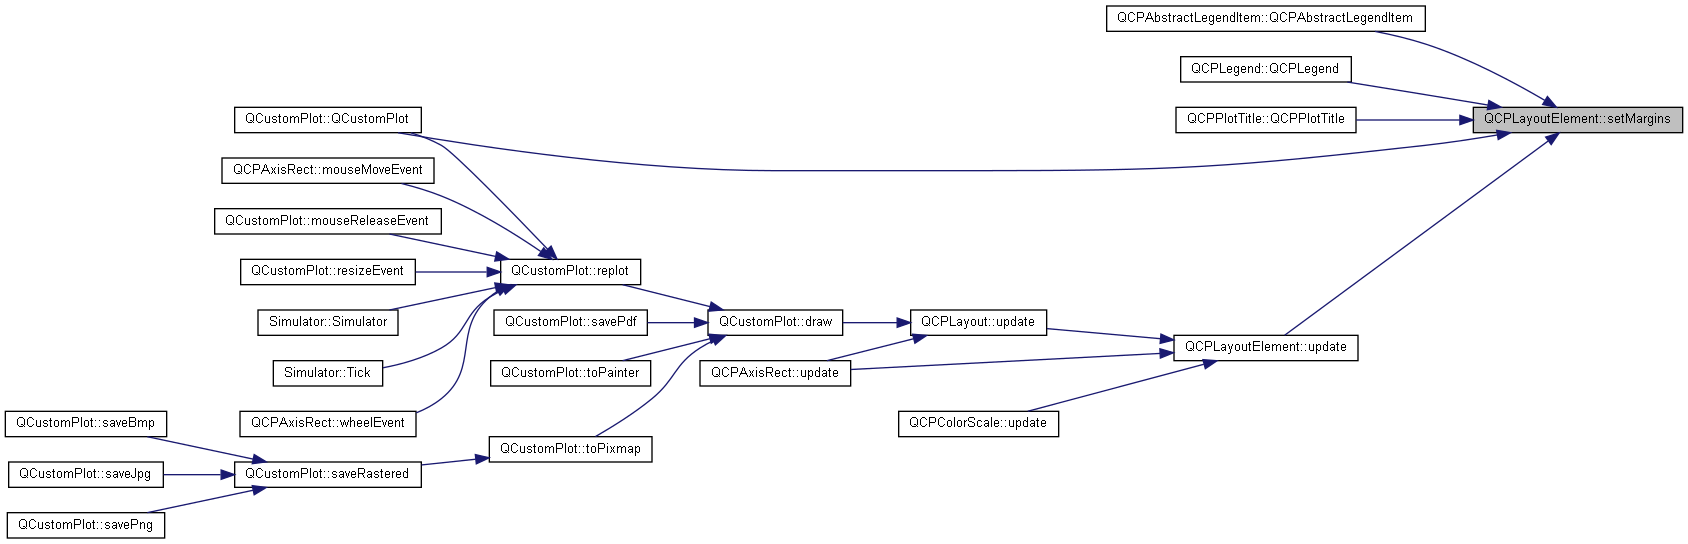 QCPAbstractLegendItem::QCPAbstractLegendItem
QCPLegend::QCPLegend
QCustomPlot::QCustomPlot
QCPPlotTitle::QCPPlotTitle
QCPLayoutElement::setMargins
QCPAxisRect::mouseMoveEvent
QCustomPlot::mouseReleaseEvent
QCustomPlot::resizeEvent
QCustomPlot::replot
Simulator::Simulator
QCustomPlot::savePdf
QCustomPlot::draw
QCPLayout::update
QCPLayoutElement::update
Simulator::Tick
QCustomPlot::toPainter
QCPAxisRect::update
QCustomPlot::saveBmp
QCPAxisRect::wheelEvent
QCPColorScale::update
QCustomPlot::toPixmap
QCustomPlot::saveJpg
QCustomPlot::saveRastered
QCustomPlot::savePng